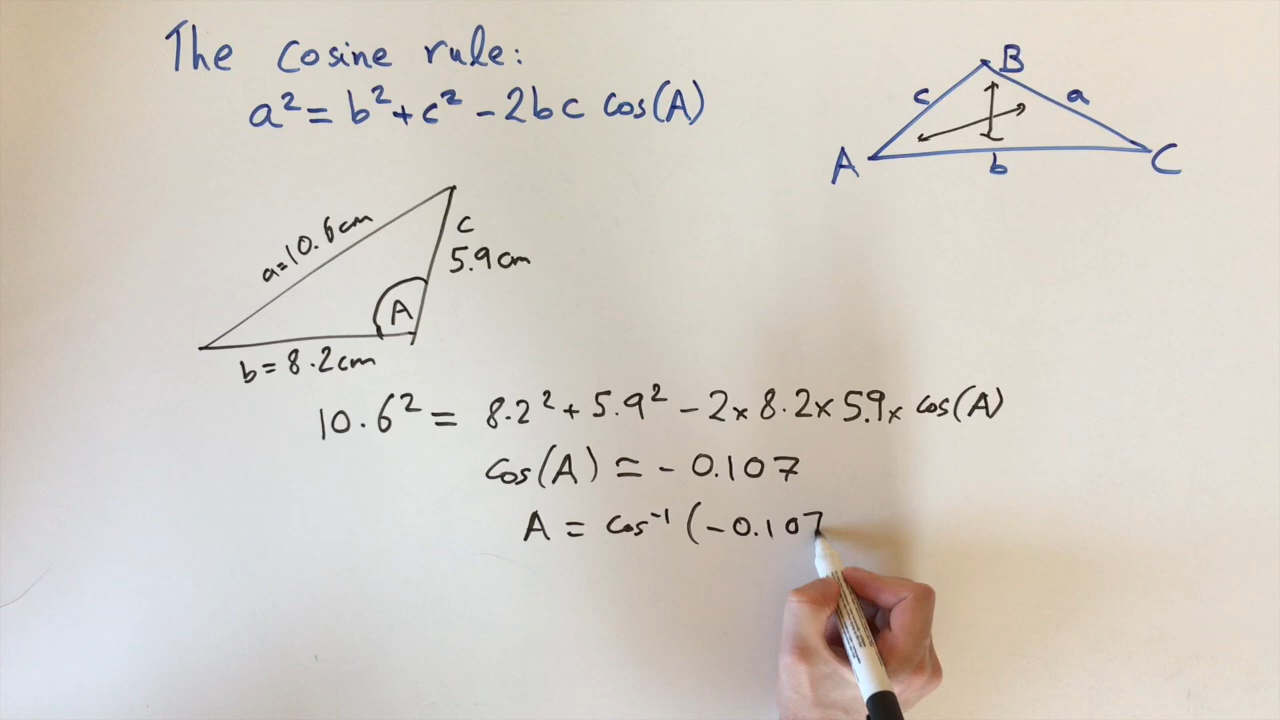 The cosine rule:
a² = b² + c² - 2bc cos(A)
B
c
a
A
b
C
a=10.6cm
c
5.9cm
A
b = 8.2cm
10.6² = 8.2² + 5.9² - 2 × 8.2 × 5.9 × cos(A)
cos(A) = - 0.107
A = cos⁻¹ (-0.107